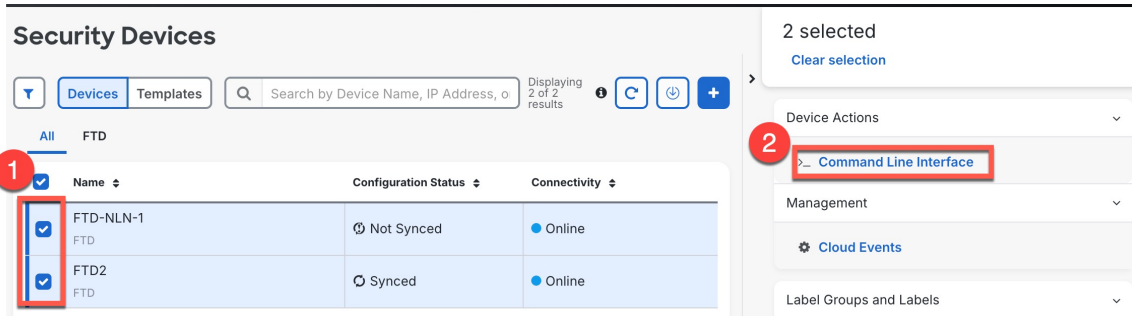 Security Devices
Devices
Templates
Search by Device Name, IP Address, o
Displaying
2 of 2
results
All
FTD
1
Name
Configuration Status
Connectivity
FTD-NLN-1
FTD
Not Synced
Online
FTD2
FTD
Synced
Online
2 selected
Clear selection
Device Actions
2
>_ Command Line Interface
Management
Cloud Events
Label Groups and Labels